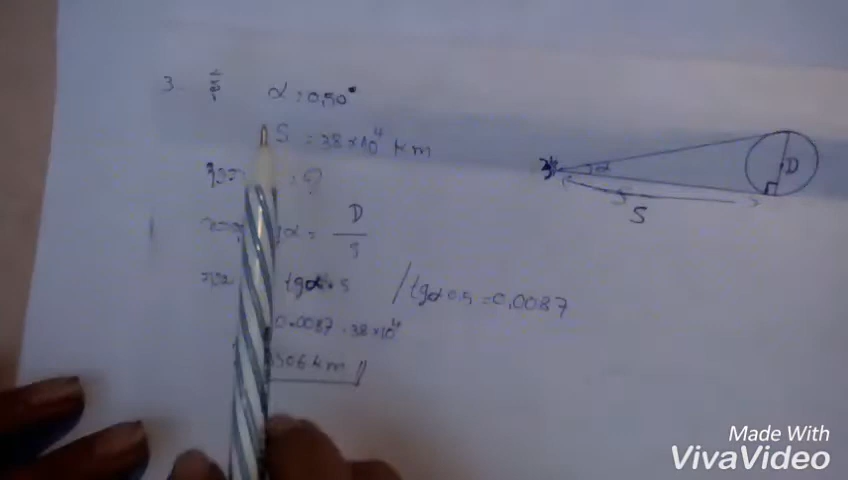 3.
α = 0,50°
S = 38×10⁴ km
= ?
α = D
S
tgα · S / tgα 0.5 = 0,0087
0.0087 · 38×10⁴
3306 km
α
D
S
Made With
VivaVideo